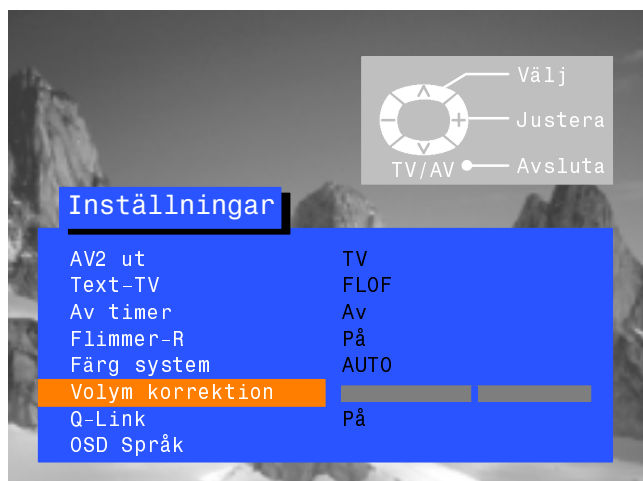 Välj
Justera
TV/AV Avsluta
Inställningar
AV2 ut TV
Text-TV FLOF
Av timer Av
Flimmer-R På
Färg system AUTO
Volym korrektion
Q-Link På
OSD Språk